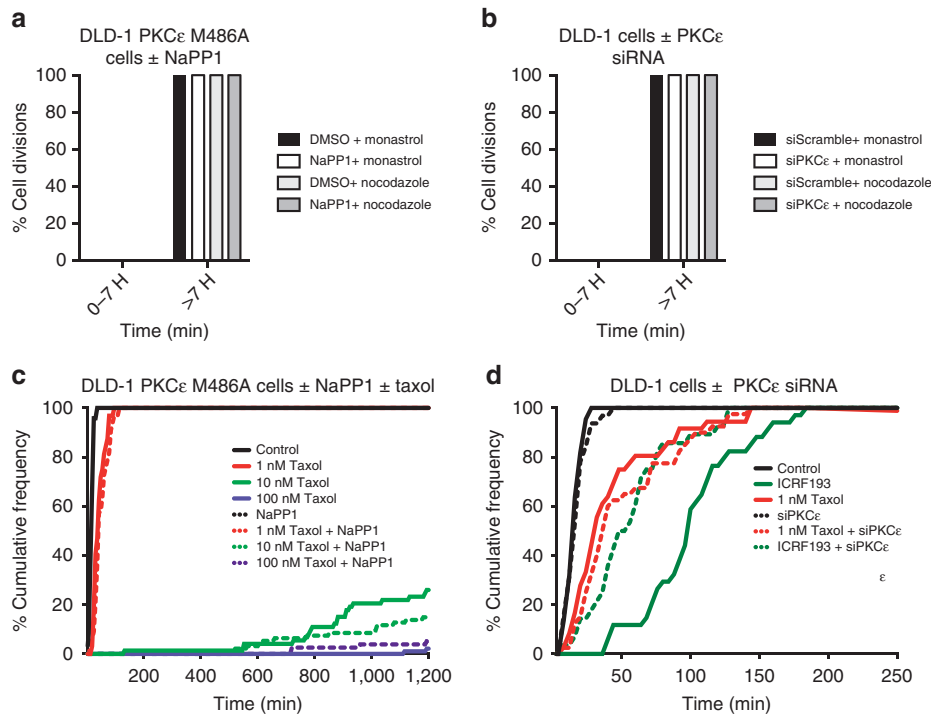 a
DLD-1 PKCε M486A
cells ± NaPP1
% Cell divisions
100
80
60
40
20
0
0–7 H
>7 H
Time (min)
DMSO + monastrol
NaPP1+ monastrol
DMSO+ nocodazole
NaPP1+ nocodazole
b
DLD-1 cells ± PKCε
siRNA
% Cell divisions
100
80
60
40
20
0
0–7 H
>7 H
Time (min)
siScramble+ monastrol
siPKCε + monastrol
siScramble+ nocodazole
siPKCε + nocodazole
c
DLD-1 PKCε M486A cells ± NaPP1 ± taxol
% Cumulative frequency
100
80
60
40
20
0
200
400
600
800
1,000
1,200
Time (min)
Control
1 nM Taxol
10 nM Taxol
100 nM Taxol
NaPP1
1 nM Taxol + NaPP1
10 nM Taxol + NaPP1
100 nM Taxol + NaPP1
d
DLD-1 cells ± PKCε siRNA
% Cumulative frequency
100
80
60
40
20
0
50
100
150
200
250
Time (min)
Control
ICRF193
1 nM Taxol
siPKCε
1 nM Taxol + siPKCε
ICRF193 + siPKCε
ε